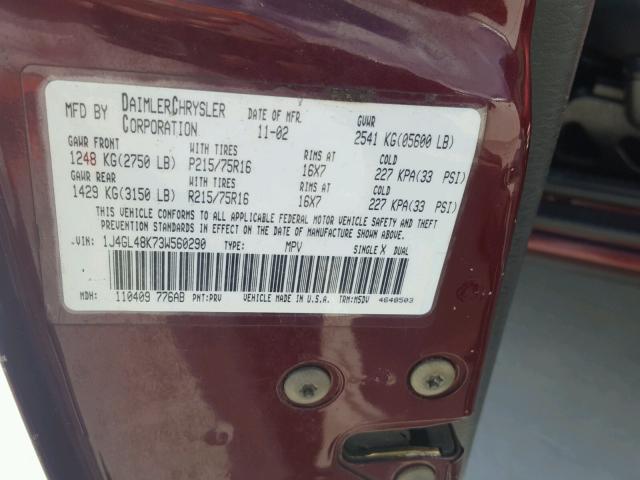 MFD BY DAIMLERCHRYSLER CORPORATION DATE OF MFR. 11-02 GVWR 2541 KG(05600 LB)
GAWR FRONT WITH TIRES RIMS AT COLD
1248 KG(2750 LB) P215/75R16 16X7 227 KPA(33 PSI)
GAWR REAR WITH TIRES RIMS AT COLD
1429 KG(3150 LB) R215/75R16 16X7 227 KPA(33 PSI)
THIS VEHICLE CONFORMS TO ALL APPLICABLE FEDERAL MOTOR VEHICLE SAFETY AND THEFT
PREVENTION STANDARDS IN EFFECT ON THE DATE OF MANUFACTURE SHOWN ABOVE.
VIN: 1J4GL48K73W560290 TYPE: MPV SINGLE X DUAL
MDH: 110409 776AB PNT:PRV VEHICLE MADE IN U.S.A. TRM:MSDV 4648503